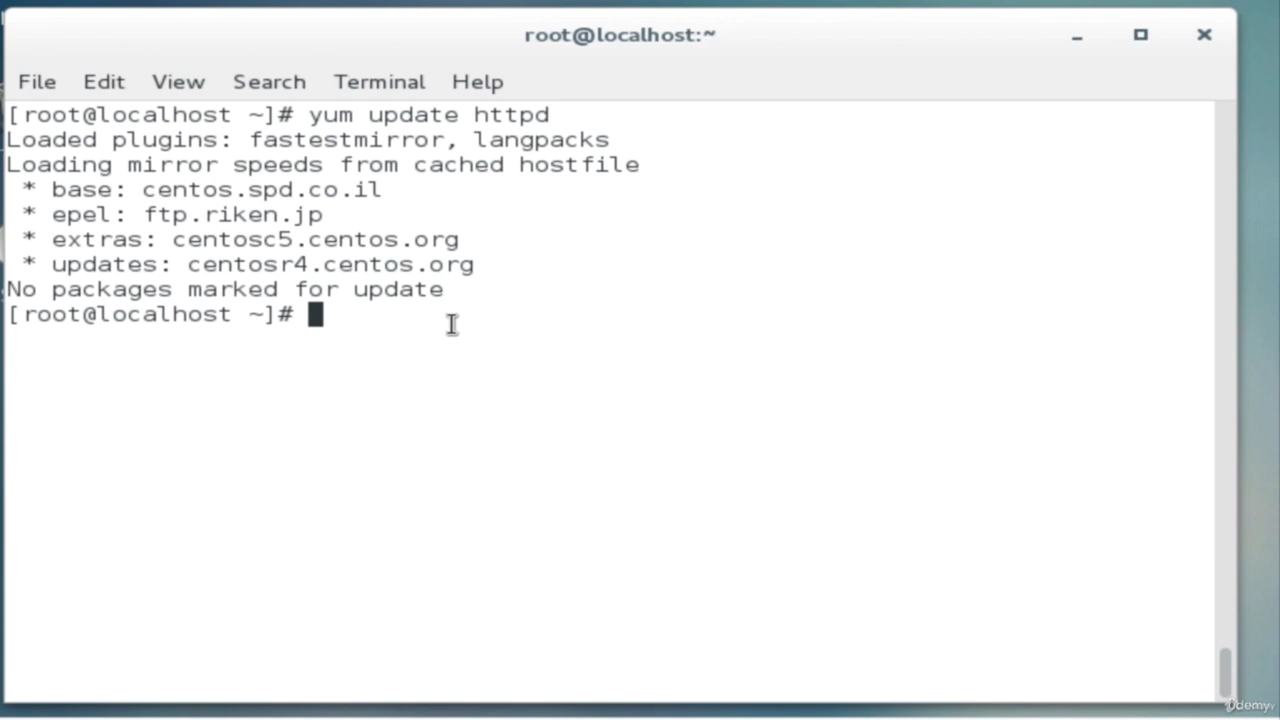 root@localhost:~
File Edit View Search Terminal Help
[root@localhost ~]# yum update httpd
Loaded plugins: fastestmirror, langpacks
Loading mirror speeds from cached hostfile
 * base: centos.spd.co.il
 * epel: ftp.riken.jp
 * extras: centosc5.centos.org
 * updates: centosr4.centos.org
No packages marked for update
[root@localhost ~]#
Udemy